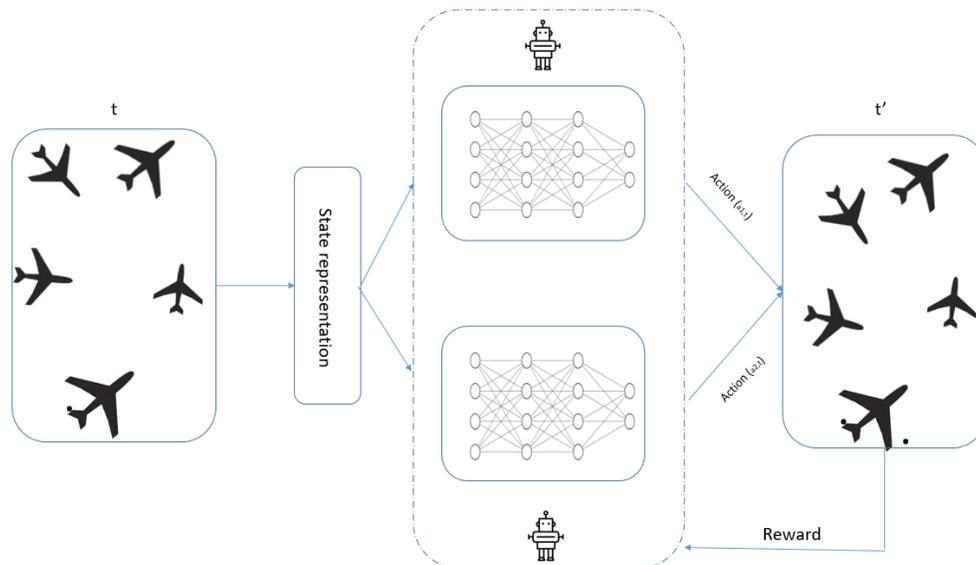 t
State representation
Action (a1,t)
Action (a2,t)
t’
Reward